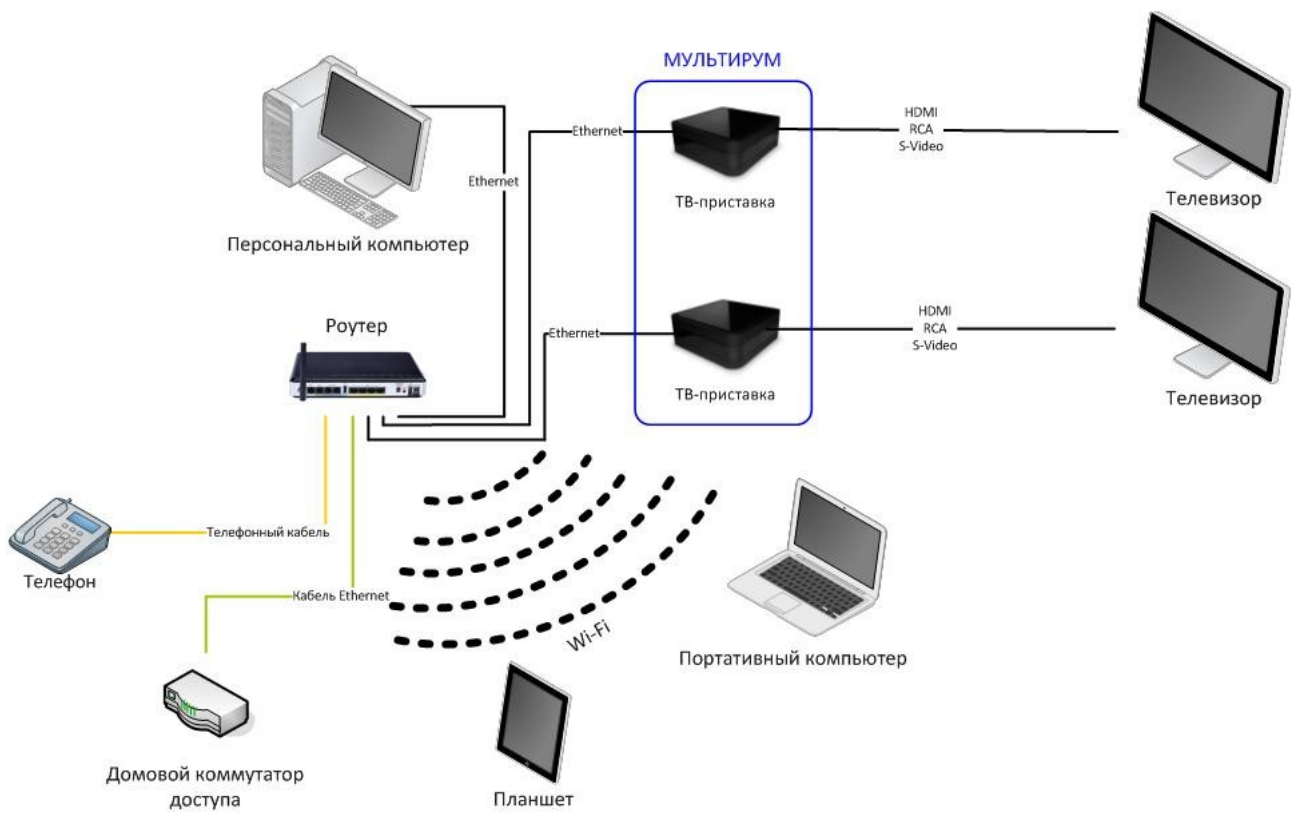 МУЛЬТИРУМ
HDMI
RCA
S-Video
Ethernet
Ethernet
ТВ-приставка
Телевизор
Персональный компьютер
HDMI
RCA
S-Video
Роутер
Ethernet
ТВ-приставка
Телевизор
Телефонный кабель
Телефон
Кабель Ethernet
Wi-Fi
Портативный компьютер
Домовой коммутатор
доступа
Планшет